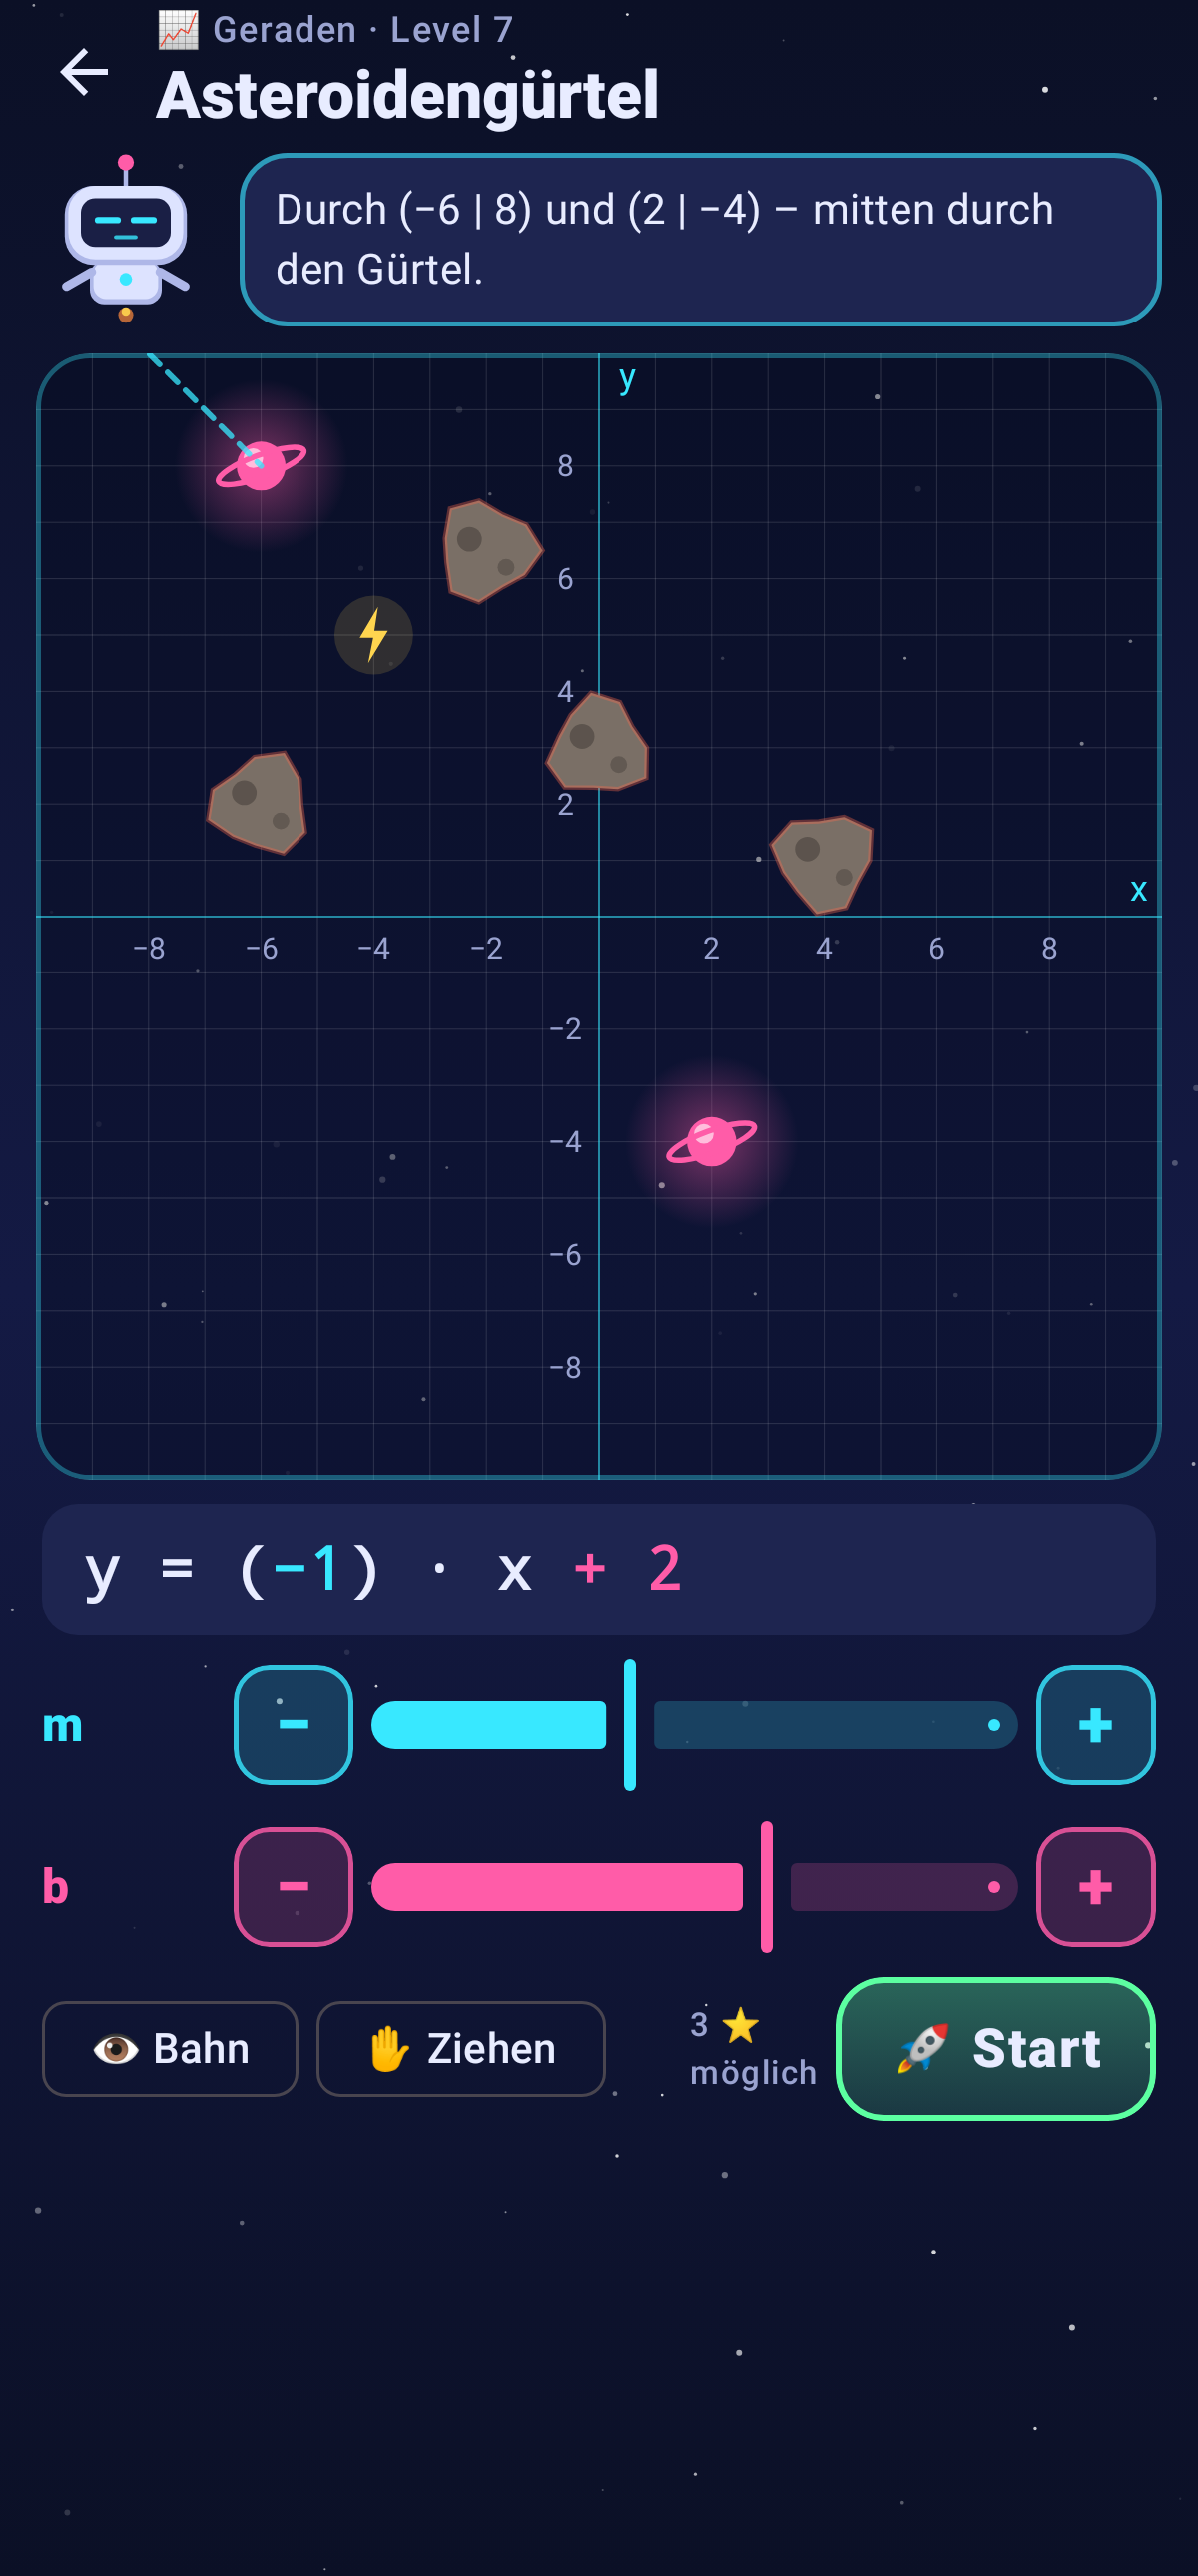 📈 Geraden · Level 7
Asteroidengürtel
Durch (−6 | 8) und (2 | −4) – mitten durch
den Gürtel.
y
8
6
4
2
x
−8 −6 −4 −2 2 4 6 8
−2
−4
−6
−8
y = (−1) · x + 2
m − +
b − +
👁️ Bahn
✋ Ziehen
3 ⭐
möglich
🚀 Start